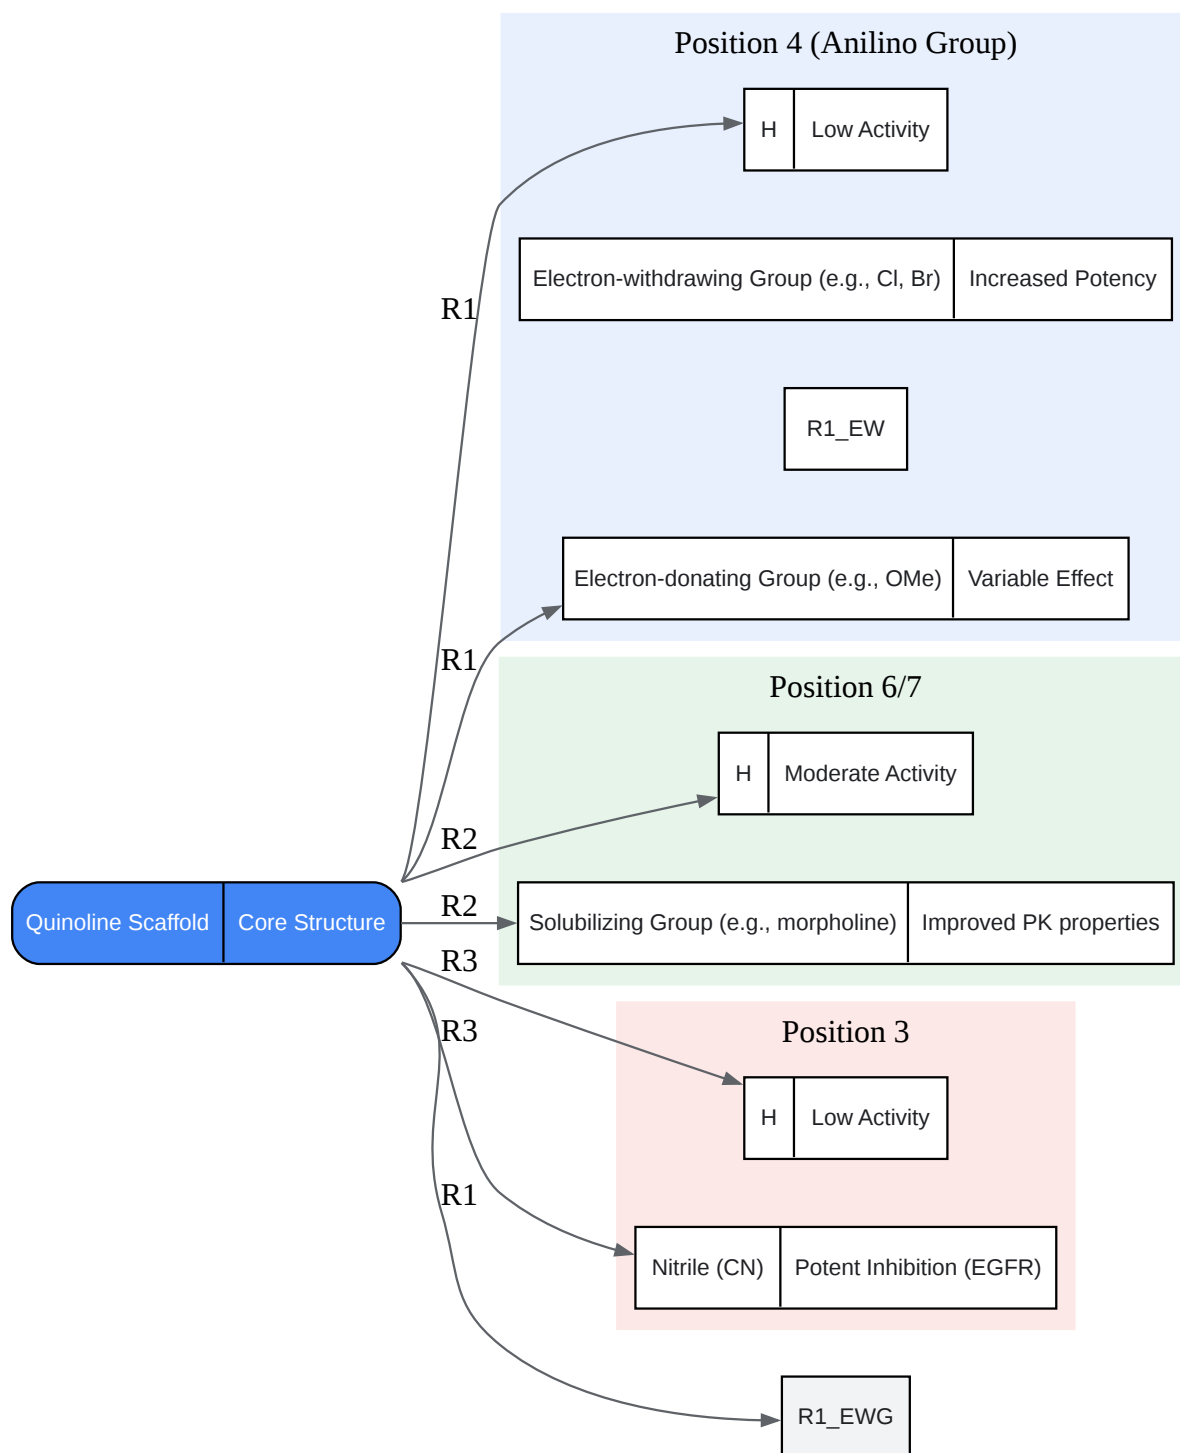 Position 4 (Anilino Group)
H Low Activity
R1
Electron-withdrawing Group (e.g., Cl, Br) Increased Potency
R1_EW
Electron-donating Group (e.g., OMe) Variable Effect
R1
Position 6/7
H Moderate Activity
R2
Quinoline Scaffold Core Structure
R2
Solubilizing Group (e.g., morpholine) Improved PK properties
R3
Position 3
R3
H Low Activity
R1
Nitrile (CN) Potent Inhibition (EGFR)
R1_EWG